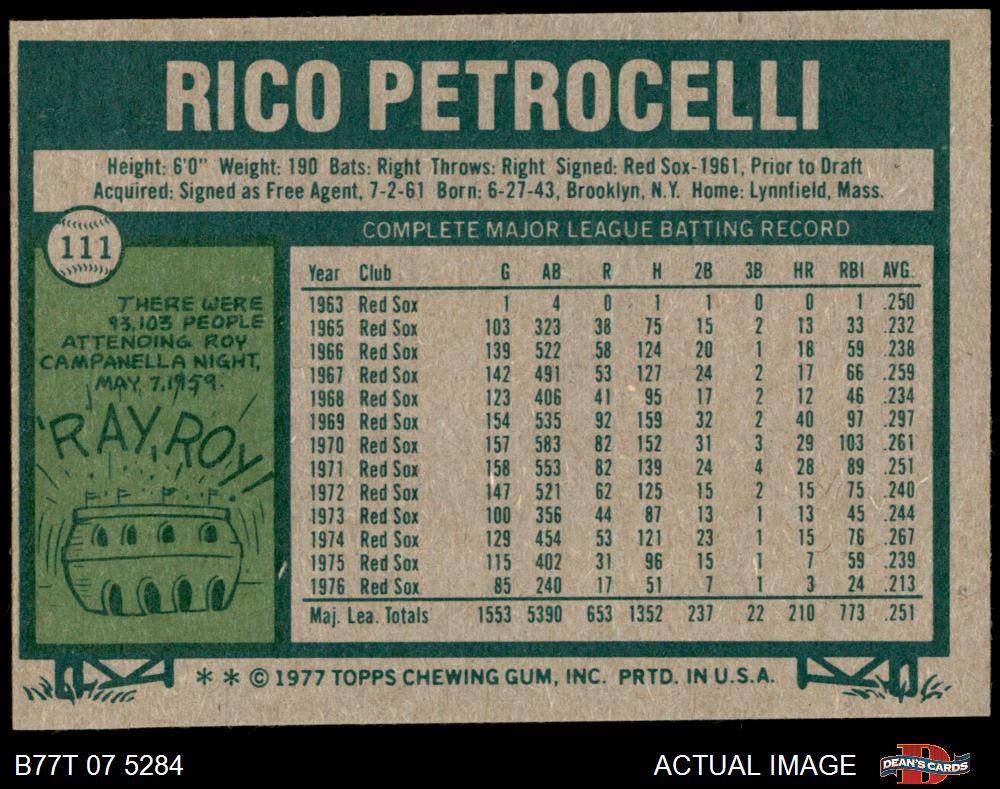 RICO PETROCELLI
Height: 6'0" Weight: 190 Bats: Right Throws: Right Signed: Red Sox-1961, Prior to Draft
Acquired: Signed as Free Agent, 7-2-61 Born: 6-27-43, Brooklyn, N.Y. Home: Lynnfield, Mass.
111
THERE WERE
93,103 PEOPLE
ATTENDING ROY
CAMPANELLA NIGHT,
MAY 7, 1959.
'RAY, ROY!
COMPLETE MAJOR LEAGUE BATTING RECORD
Year Club G AB R H 2B 3B HR RBI AVG.
1963 Red Sox 1 4 0 1 1 0 0 1 .250
1965 Red Sox 103 323 38 75 15 2 13 33 .232
1966 Red Sox 139 522 58 124 20 1 18 59 .238
1967 Red Sox 142 491 53 127 24 2 17 66 .259
1968 Red Sox 123 406 41 95 17 2 12 46 .234
1969 Red Sox 154 535 92 159 32 2 40 97 .297
1970 Red Sox 157 583 82 152 31 3 29 103 .261
1971 Red Sox 158 553 82 139 24 4 28 89 .251
1972 Red Sox 147 521 62 125 15 2 15 75 .240
1973 Red Sox 100 356 44 87 13 1 13 45 .244
1974 Red Sox 129 454 53 121 23 1 15 76 .267
1975 Red Sox 115 402 31 96 15 1 7 59 .239
1976 Red Sox 85 240 17 51 7 1 3 24 .213
Maj. Lea. Totals 1553 5390 653 1352 237 22 210 773 .251
* * © 1977 TOPPS CHEWING GUM, INC. PRTD. IN U.S.A.
B77T 07 5284
ACTUAL IMAGE
DEAN'S CARDS